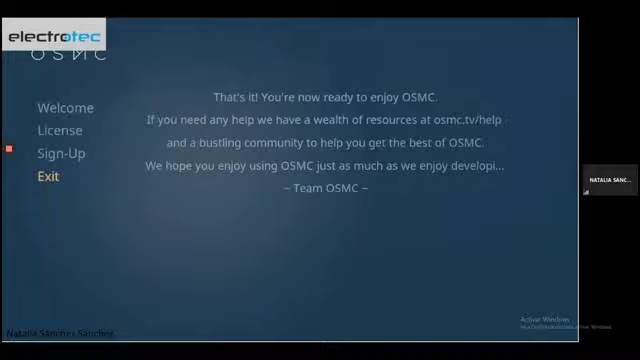 electrotec
OSMC
Welcome
License
Sign-Up
Exit
That's it! You're now ready to enjoy OSMC.
If you need any help we have a wealth of resources at osmc.tv/help
and a bustling community to help you get the best of OSMC.
We hope you enjoy using OSMC just as much as we enjoy developi...
~ Team OSMC ~
NATALIA SANC...
Activar Windows
Natalia Sánchez Sánchez